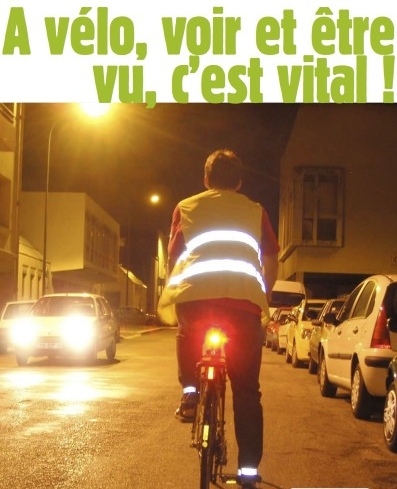 A vélo, voir et être
vu, c'est vital !